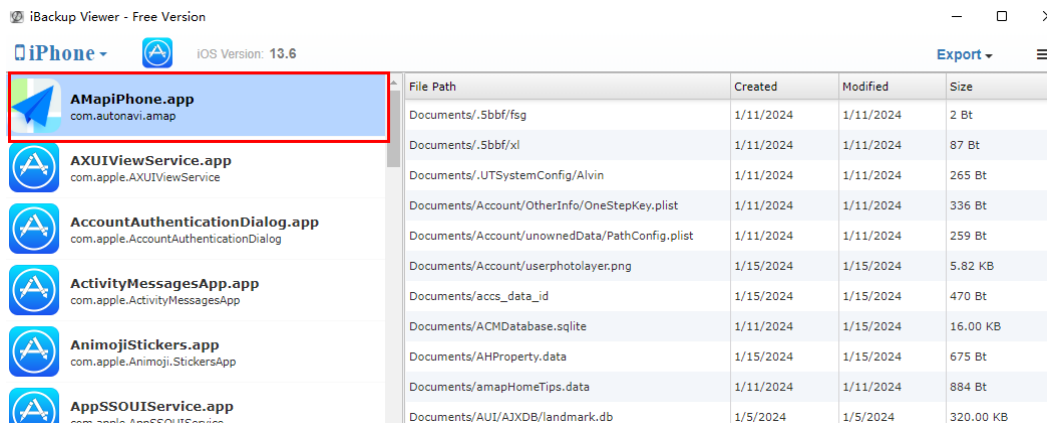 iBackup Viewer - Free Version
iPhone
iOS Version: 13.6
Export
AMapiPhone.app
com.autonavi.amap
AXUIViewService.app
com.apple.AXUIViewService
AccountAuthenticationDialog.app
com.apple.AccountAuthenticationDialog
ActivityMessagesApp.app
com.apple.ActivityMessagesApp
AnimojiStickers.app
com.apple.Animoji.StickersApp
AppSSOUIService.app
com.apple.AppSSOUIService
File Path Created Modified Size
Documents/.5bbf/fsg 1/11/2024 1/11/2024 2 Bt
Documents/.5bbf/xl 1/11/2024 1/11/2024 87 Bt
Documents/.UTSystemConfig/Alvin 1/11/2024 1/11/2024 265 Bt
Documents/Account/OtherInfo/OneStepKey.plist 1/11/2024 1/11/2024 336 Bt
Documents/Account/unownedData/PathConfig.plist 1/11/2024 1/11/2024 259 Bt
Documents/Account/userphotolayer.png 1/15/2024 1/15/2024 5.82 KB
Documents/accs_data_id 1/15/2024 1/15/2024 470 Bt
Documents/ACMDatabase.sqlite 1/11/2024 1/15/2024 16.00 KB
Documents/AHProperty.data 1/15/2024 1/15/2024 675 Bt
Documents/amapHomeTips.data 1/11/2024 1/11/2024 884 Bt
Documents/AUI/AJXDB/landmark.db 1/5/2024 1/5/2024 320.00 KB